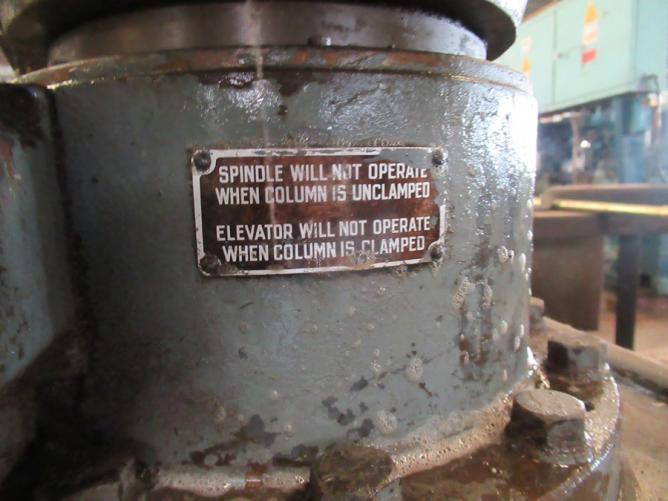 SPINDLE WILL NOT OPERATE
WHEN COLUMN IS UNCLAMPED
ELEVATOR WILL NOT OPERATE
WHEN COLUMN IS CLAMPED